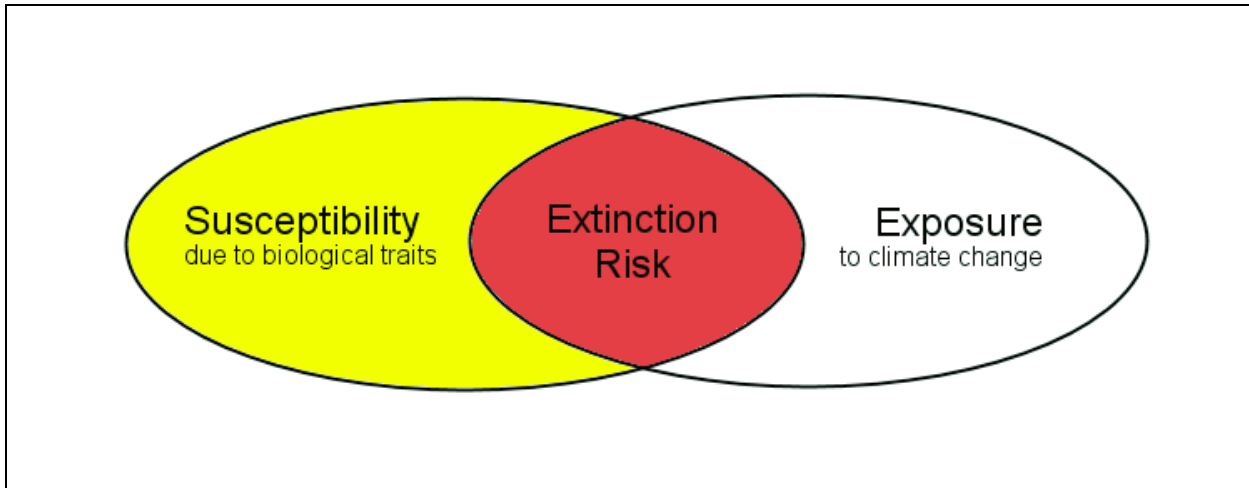 Susceptibility
due to biological traits
Extinction
Risk
Exposure
to climate change